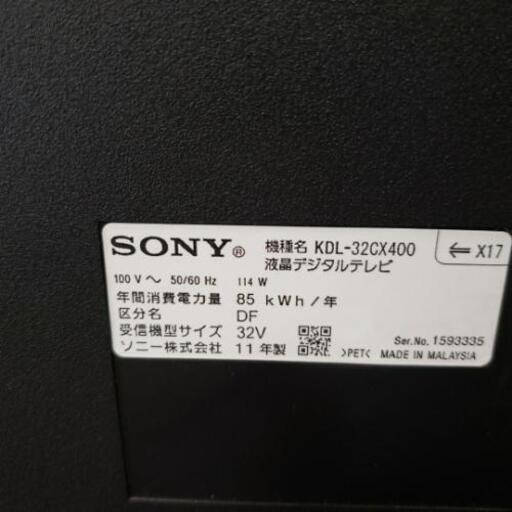 SONY® 機種名 KDL-32CX400
液晶デジタルテレビ
⇐ X17
100 V ～ 50/60 Hz 114 W
年間消費電力量 85 kWh/年
区分名 DF
受信機型サイズ 32V
ソニー株式会社 11年製
Ser.No. 1593335
>PET< MADE IN MALAYSIA